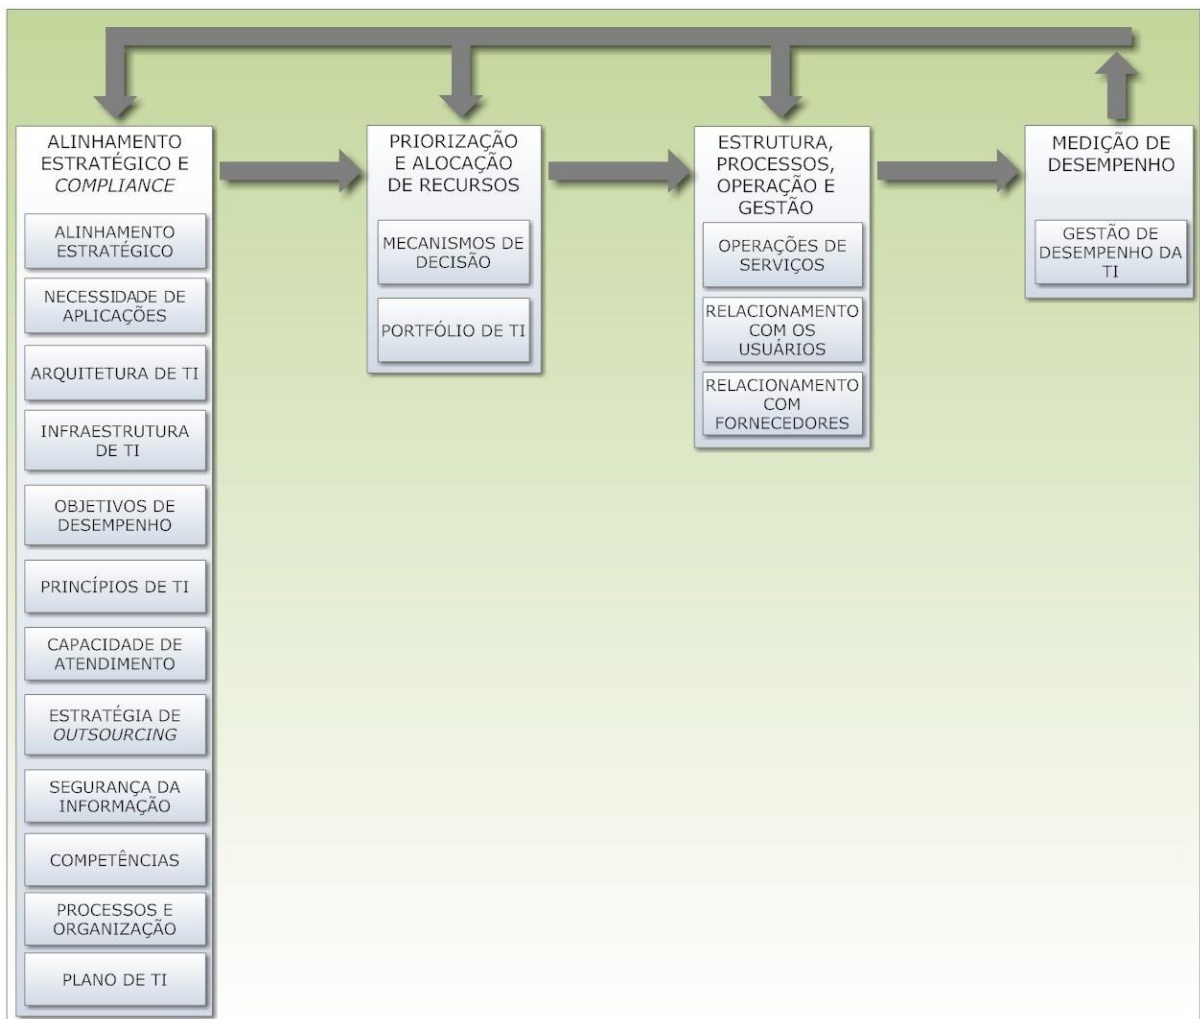 ALINHAMENTO
ESTRATÉGICO E
COMPLIANCE
ALINHAMENTO
ESTRATÉGICO
NECESSIDADE DE
APLICAÇÕES
ARQUITETURA DE TI
INFRAESTRUTURA
DE TI
OBJETIVOS DE
DESEMPENHO
PRINCÍPIOS DE TI
CAPACIDADE DE
ATENDIMENTO
ESTRATÉGIA DE
OUTSOURCING
SEGURANÇA DA
INFORMAÇÃO
COMPETÊNCIAS
PROCESSOS E
ORGANIZAÇÃO
PLANO DE TI
PRIORIZAÇÃO
E ALOCAÇÃO
DE RECURSOS
MECANISMOS DE
DECISÃO
PORTFÓLIO DE TI
ESTRUTURA,
PROCESSOS,
OPERAÇÃO E
GESTÃO
OPERAÇÕES DE
SERVIÇOS
RELACIONAMENTO
COM OS
USUÁRIOS
RELACIONAMENTO
COM
FORNECEDORES
MEDIÇÃO DE
DESEMPENHO
GESTÃO DE
DESEMPENHO DA
TI